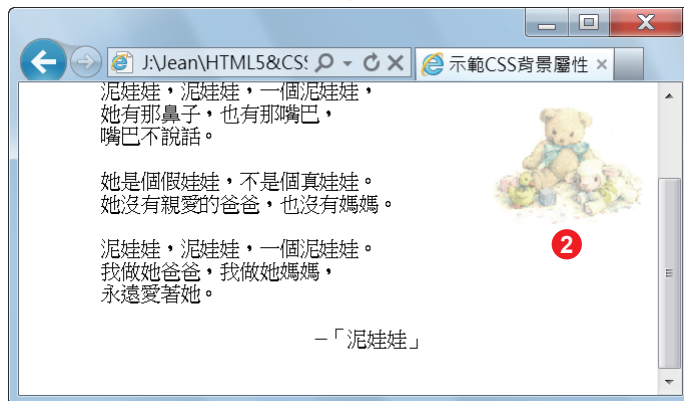 J:\Jean\HTML5&CSS
示範CSS背景屬性
泥娃娃，泥娃娃，一個泥娃娃，
她有那鼻子，也有那嘴巴，
嘴巴不說話。
她是個假娃娃，不是個真娃娃。
她沒有親愛的爸爸，也沒有媽媽。
泥娃娃，泥娃娃，一個泥娃娃。
我做她爸爸，我做她媽媽，
永遠愛著她。
–「泥娃娃」
2